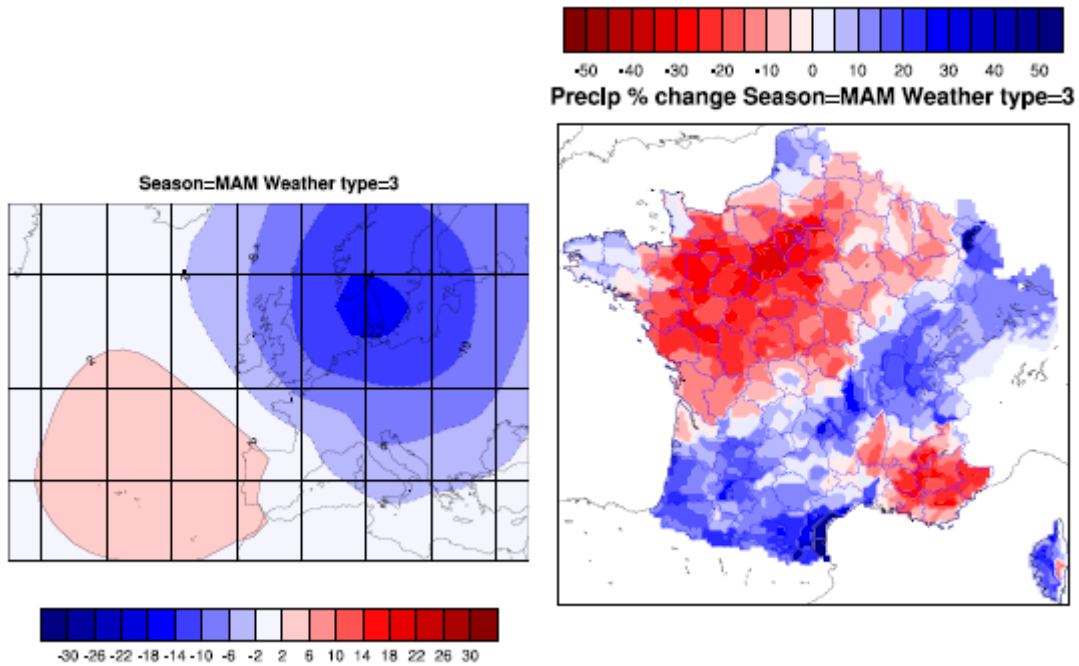 -50 -40 -30 -20 -10 0 10 20 30 40 50
Precip % change Season=MAM Weather type=3
Season=MAM Weather type=3
-30 -26 -22 -18 -14 -10 -6 -2 2 6 10 14 18 22 26 30